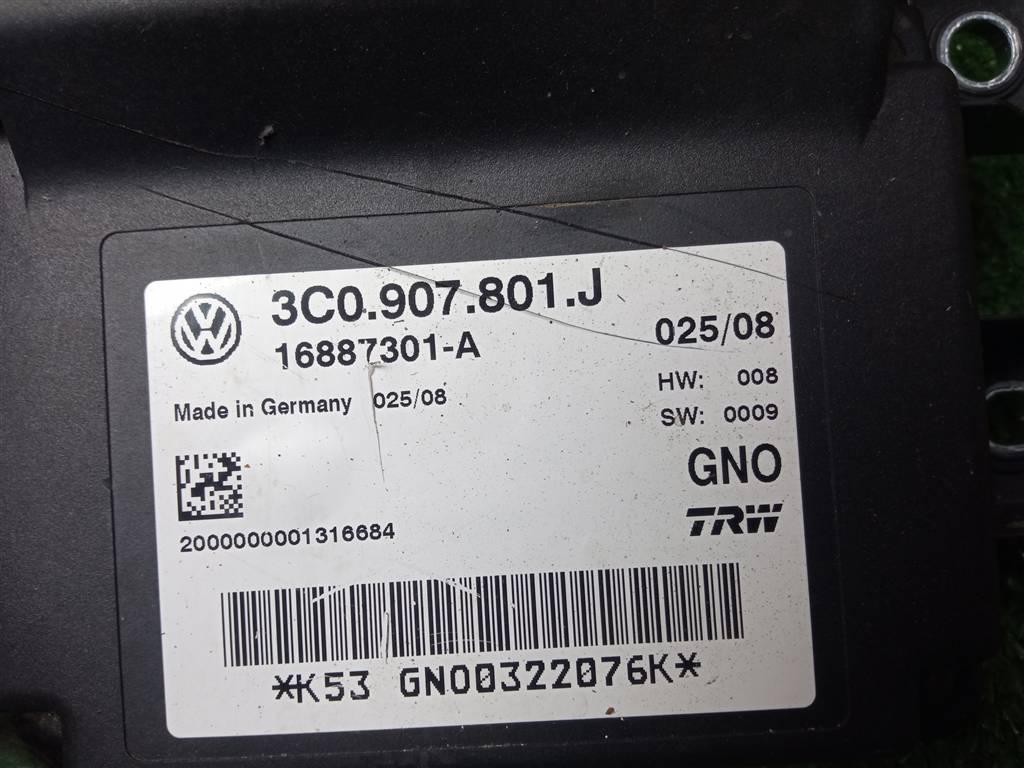 3C0.907.801.J
16887301-A
025/08
Made in Germany 025/08
HW: 008
SW: 0009
GNO
TRW
2000000001316684
*K53 GNO0322076K*